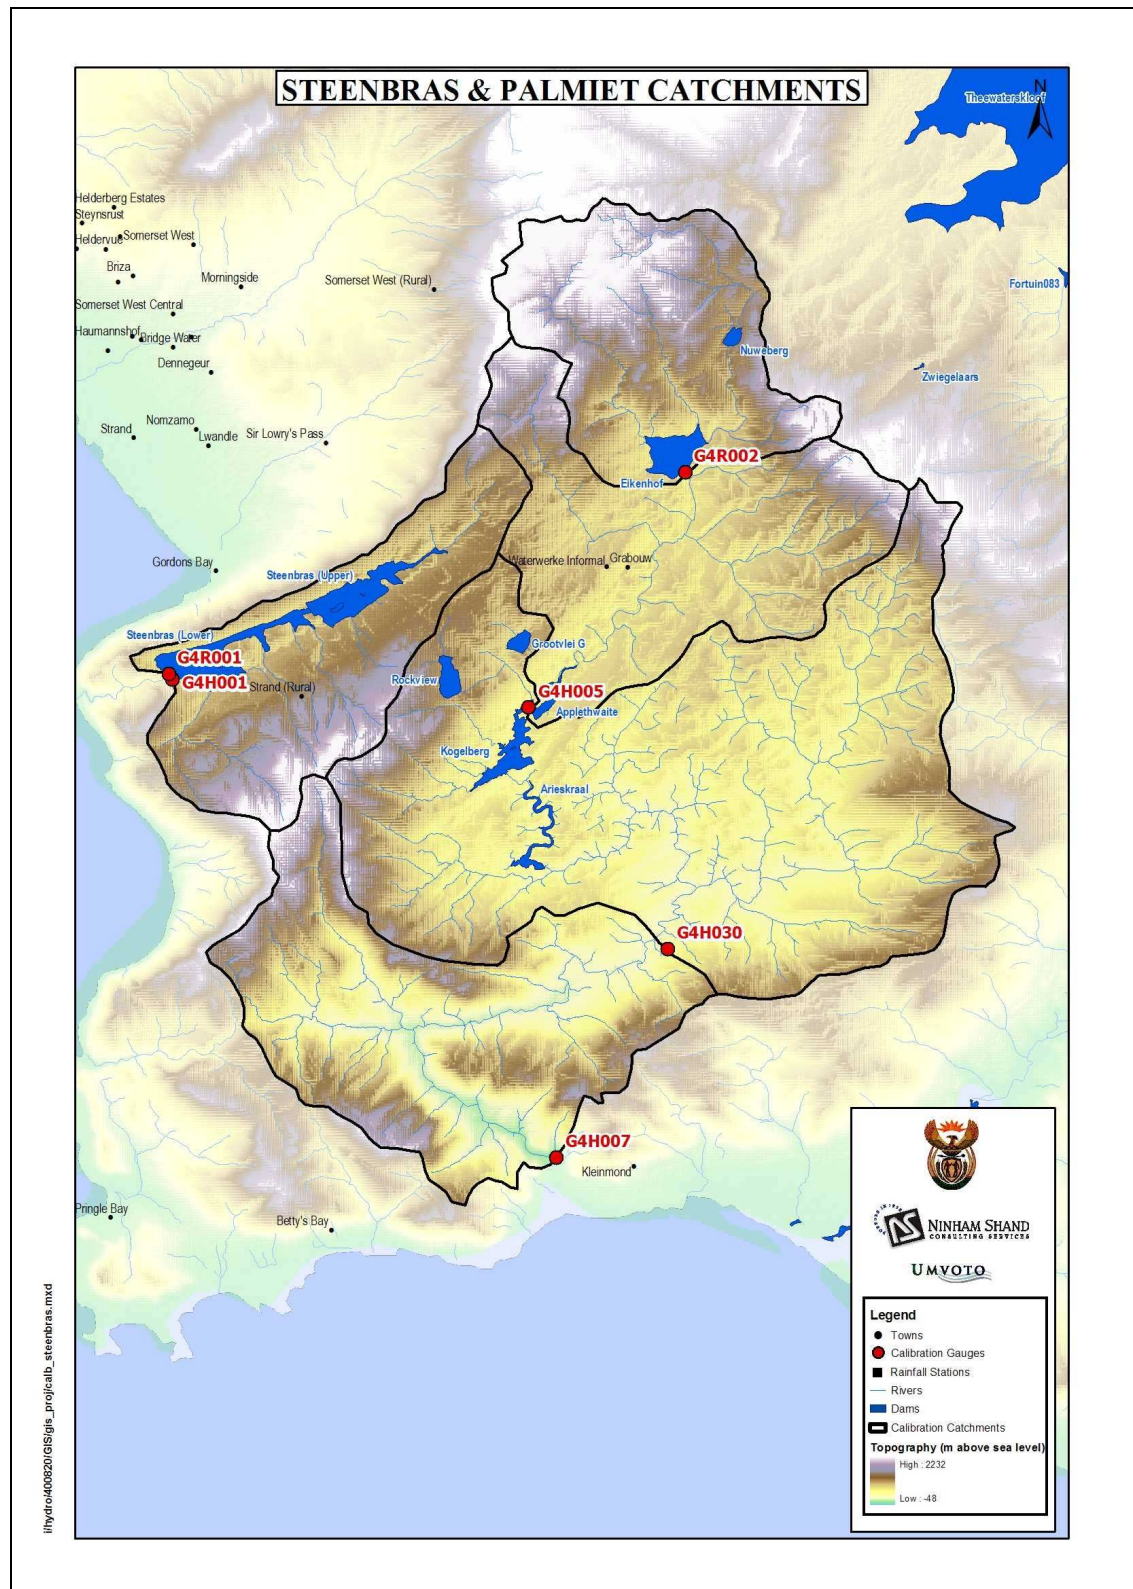 STEENBRAS & PALMIET CATCHMENTS
N
Theewaterskloof
Helderberg Estates
Steynsrust
Somerset West
Heldervue
Briza
Morningside
Somerset West (Rural)
Fortuin083
Somerset West Central
Haumannshof
Bridge Water
Dennegeur
Nuweberg
Zwiegelaars
Nomzamo
Strand
Lwandle
Sir Lowry's Pass
G4R002
Eikenhof
Gordons Bay
Waterwerke Informal
Grabouw
Steenbras (Upper)
Steenbras (Lower)
Grootvlei G
G4R001
G4H001
Strand (Rural)
Rockview
G4H005
Applethwaite
Kogelberg
Arieskraal
G4H030
G4H007
Kleinmond
Pringle Bay
Betty's Bay
NINHAM SHAND
CONSULTING SERVICES
UMVOTO
Legend
Towns
Calibration Gauges
Rainfall Stations
Rivers
Dams
Calibration Catchments
Topography (m above sea level)
High : 2232
Low : -48
i/hydro/400820/GIS/gis_proj/calb_steenbras.mxd